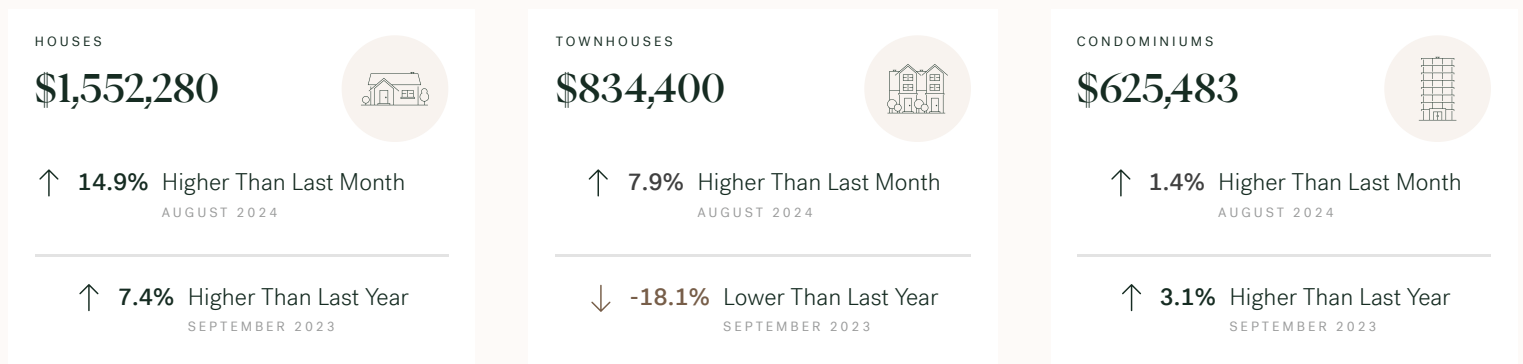 HOUSES
$1,552,280
↑ 14.9% Higher Than Last Month
AUGUST 2024
↑ 7.4% Higher Than Last Year
SEPTEMBER 2023
TOWNHOUSES
$834,400
↑ 7.9% Higher Than Last Month
AUGUST 2024
↓ -18.1% Lower Than Last Year
SEPTEMBER 2023
CONDOMINIUMS
$625,483
↑ 1.4% Higher Than Last Month
AUGUST 2024
↑ 3.1% Higher Than Last Year
SEPTEMBER 2023